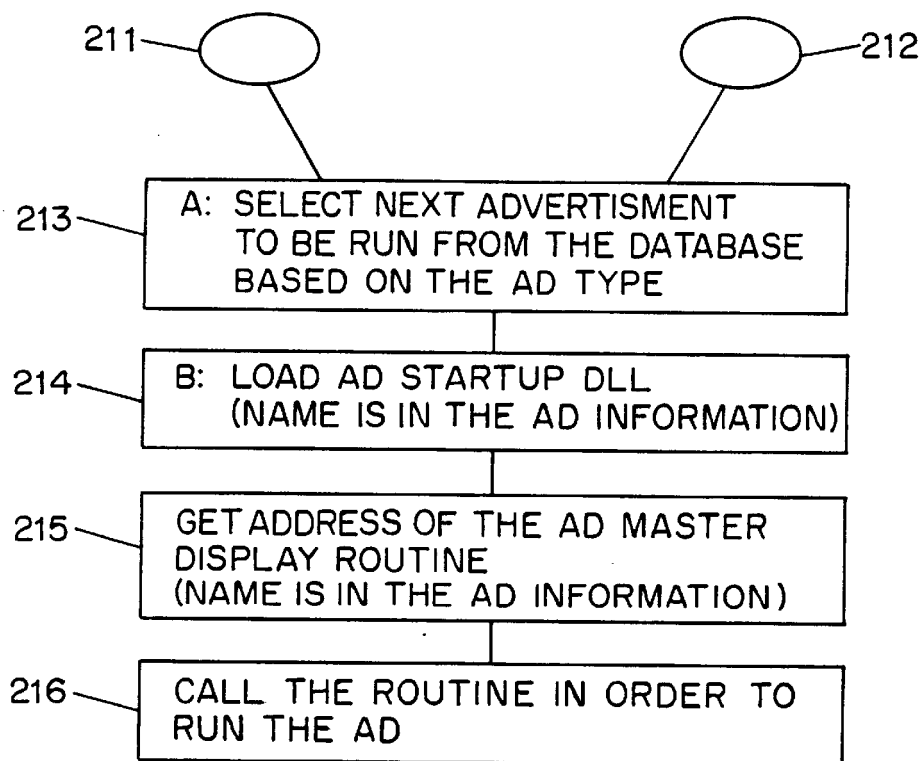 211
212
213
A: SELECT NEXT ADVERTISMENT
TO BE RUN FROM THE DATABASE
BASED ON THE AD TYPE
214
B: LOAD AD STARTUP DLL
(NAME IS IN THE AD INFORMATION)
215
GET ADDRESS OF THE AD MASTER
DISPLAY ROUTINE
(NAME IS IN THE AD INFORMATION)
216
CALL THE ROUTINE IN ORDER TO
RUN THE AD